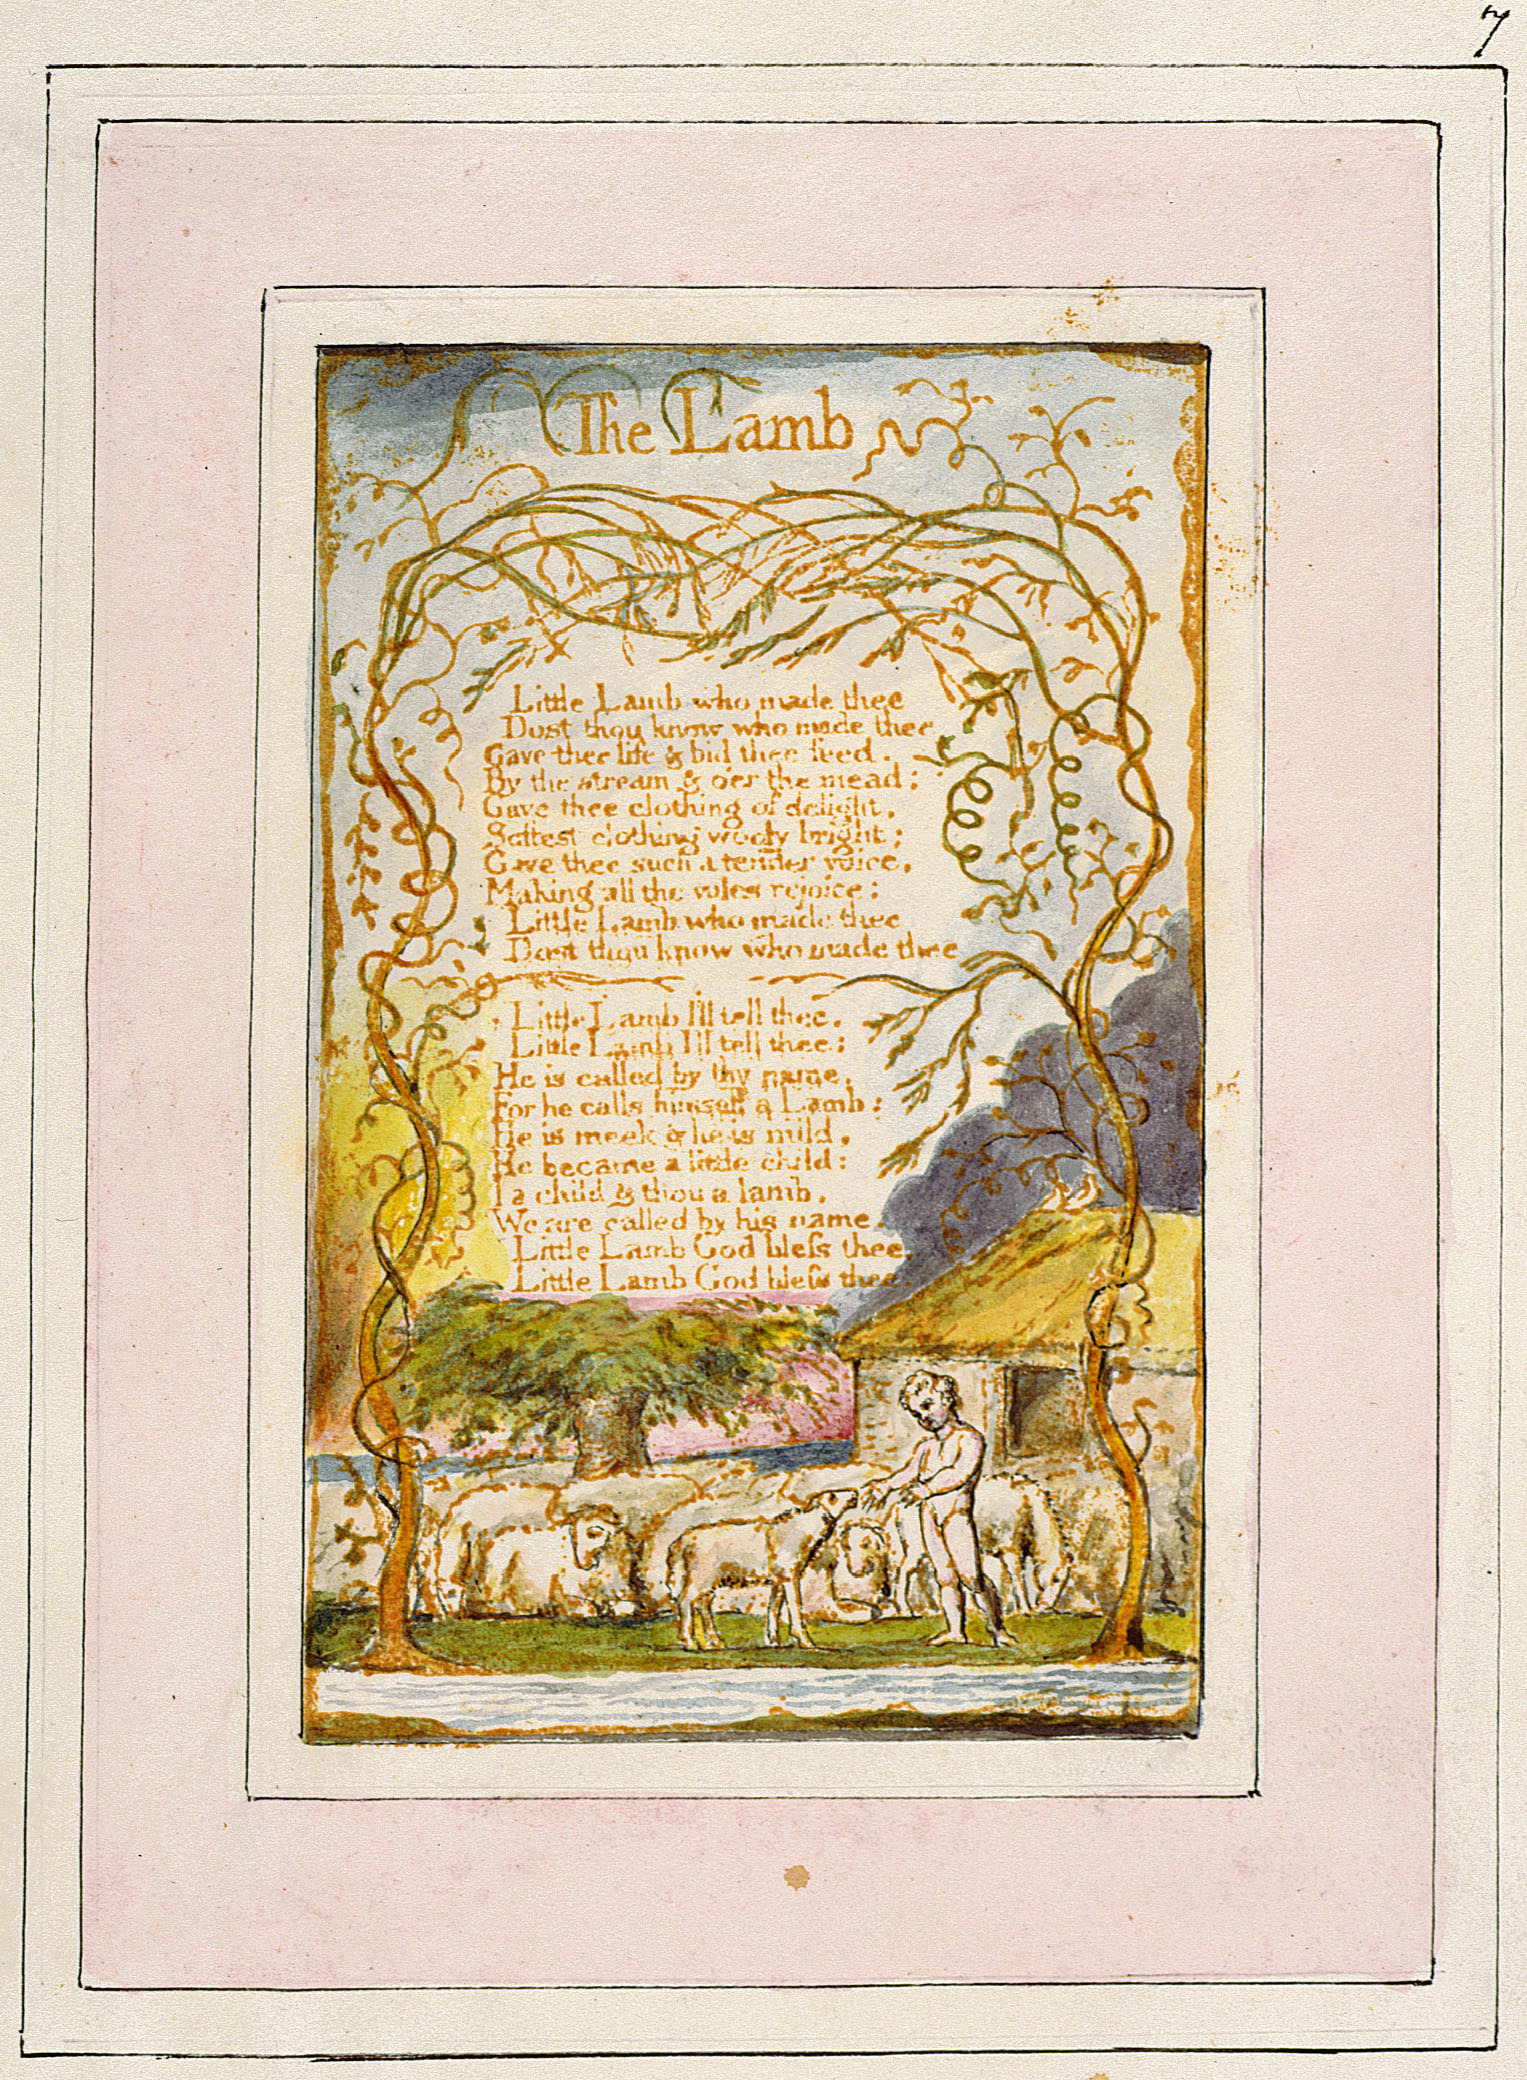 7
The Lamb
Little Lamb who made thee
Dost thou know who made thee
Gave thee life & bid thee feed.
By the stream & o'er the mead;
Gave thee clothing of delight,
Softest clothing wooly bright;
Gave thee such a tender voice,
Making all the vales rejoice:
Little Lamb who made thee
Dost thou know who made thee
Little Lamb I'll tell thee,
Little Lamb I'll tell thee:
He is called by thy name,
For he calls himself a Lamb:
He is meek & he is mild,
He became a little child:
I a child & thou a lamb,
We are called by his name.
Little Lamb God bleſs thee.
Little Lamb God bleſs thee.